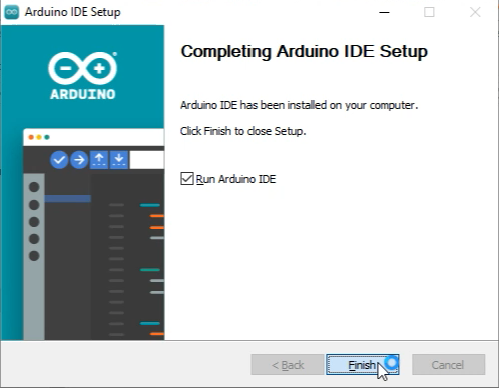 Arduino IDE Setup
Completing Arduino IDE Setup
ARDUINO
Arduino IDE has been installed on your computer.
Click Finish to close Setup.
Run Arduino IDE
< Back
Finish
Cancel